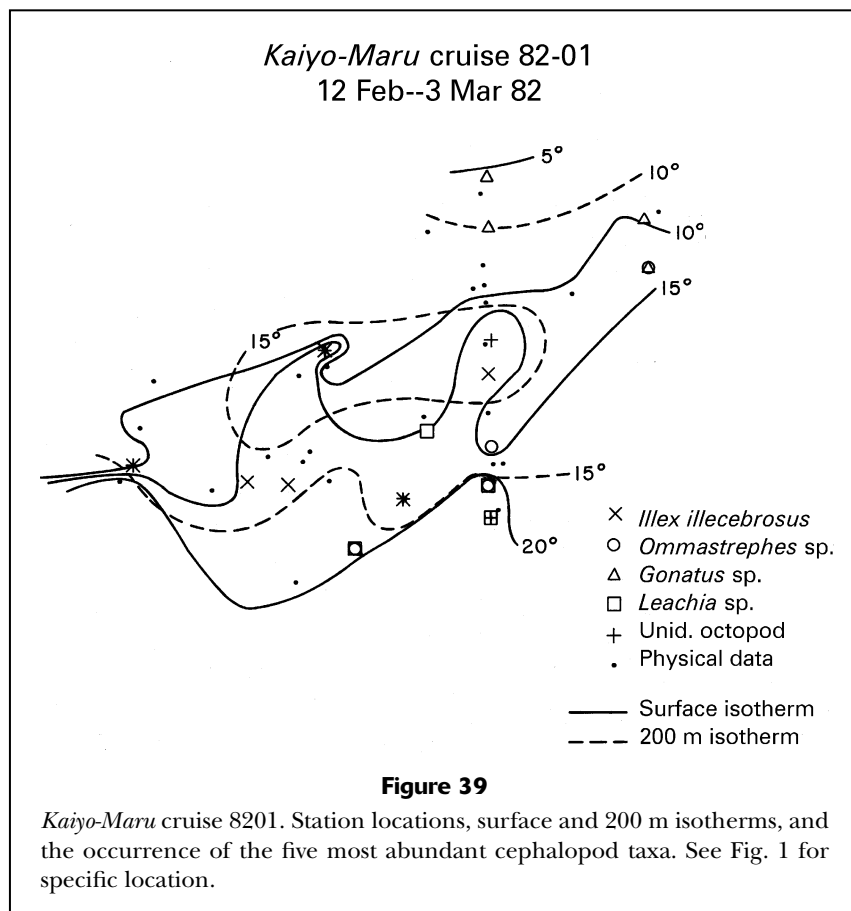 Kaiyo-Maru cruise 82-01
12 Feb--3 Mar 82
5°
10°
10°
15°
15°
15°
20°
Illex illecebrosus
Ommastrephes sp.
Gonatus sp.
Leachia sp.
Unid. octopod
Physical data
Surface isotherm
200 m isotherm
Figure 39
Kaiyo-Maru cruise 8201. Station locations, surface and 200 m isotherms, and
the occurrence of the five most abundant cephalopod taxa. See Fig. 1 for
specific location.